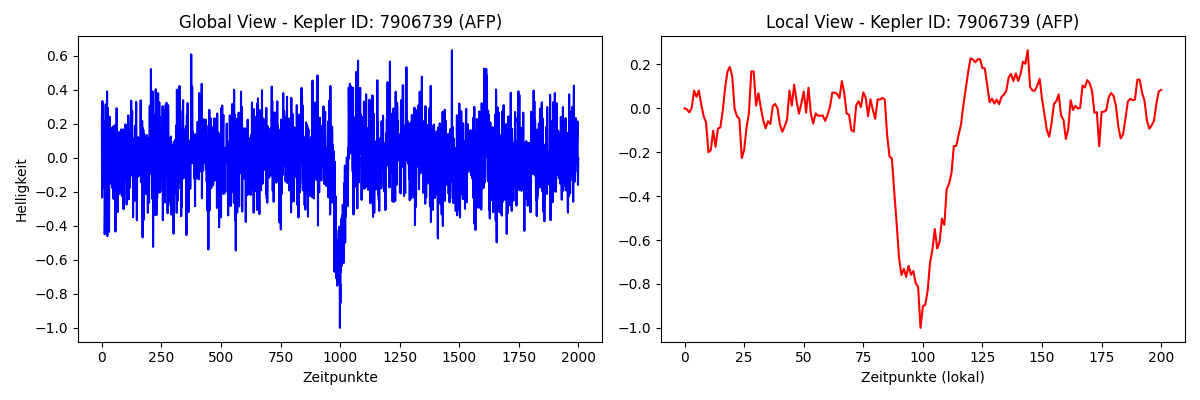 Global View - Kepler ID: 7906739 (AFP)
Helligkeit
0.6
0.4
0.2
0.0
−0.2
−0.4
−0.6
−0.8
−1.0
0 250 500 750 1000 1250 1500 1750 2000
Zeitpunkte
Local View - Kepler ID: 7906739 (AFP)
0.2
0.0
−0.2
−0.4
−0.6
−0.8
−1.0
0 25 50 75 100 125 150 175 200
Zeitpunkte (lokal)